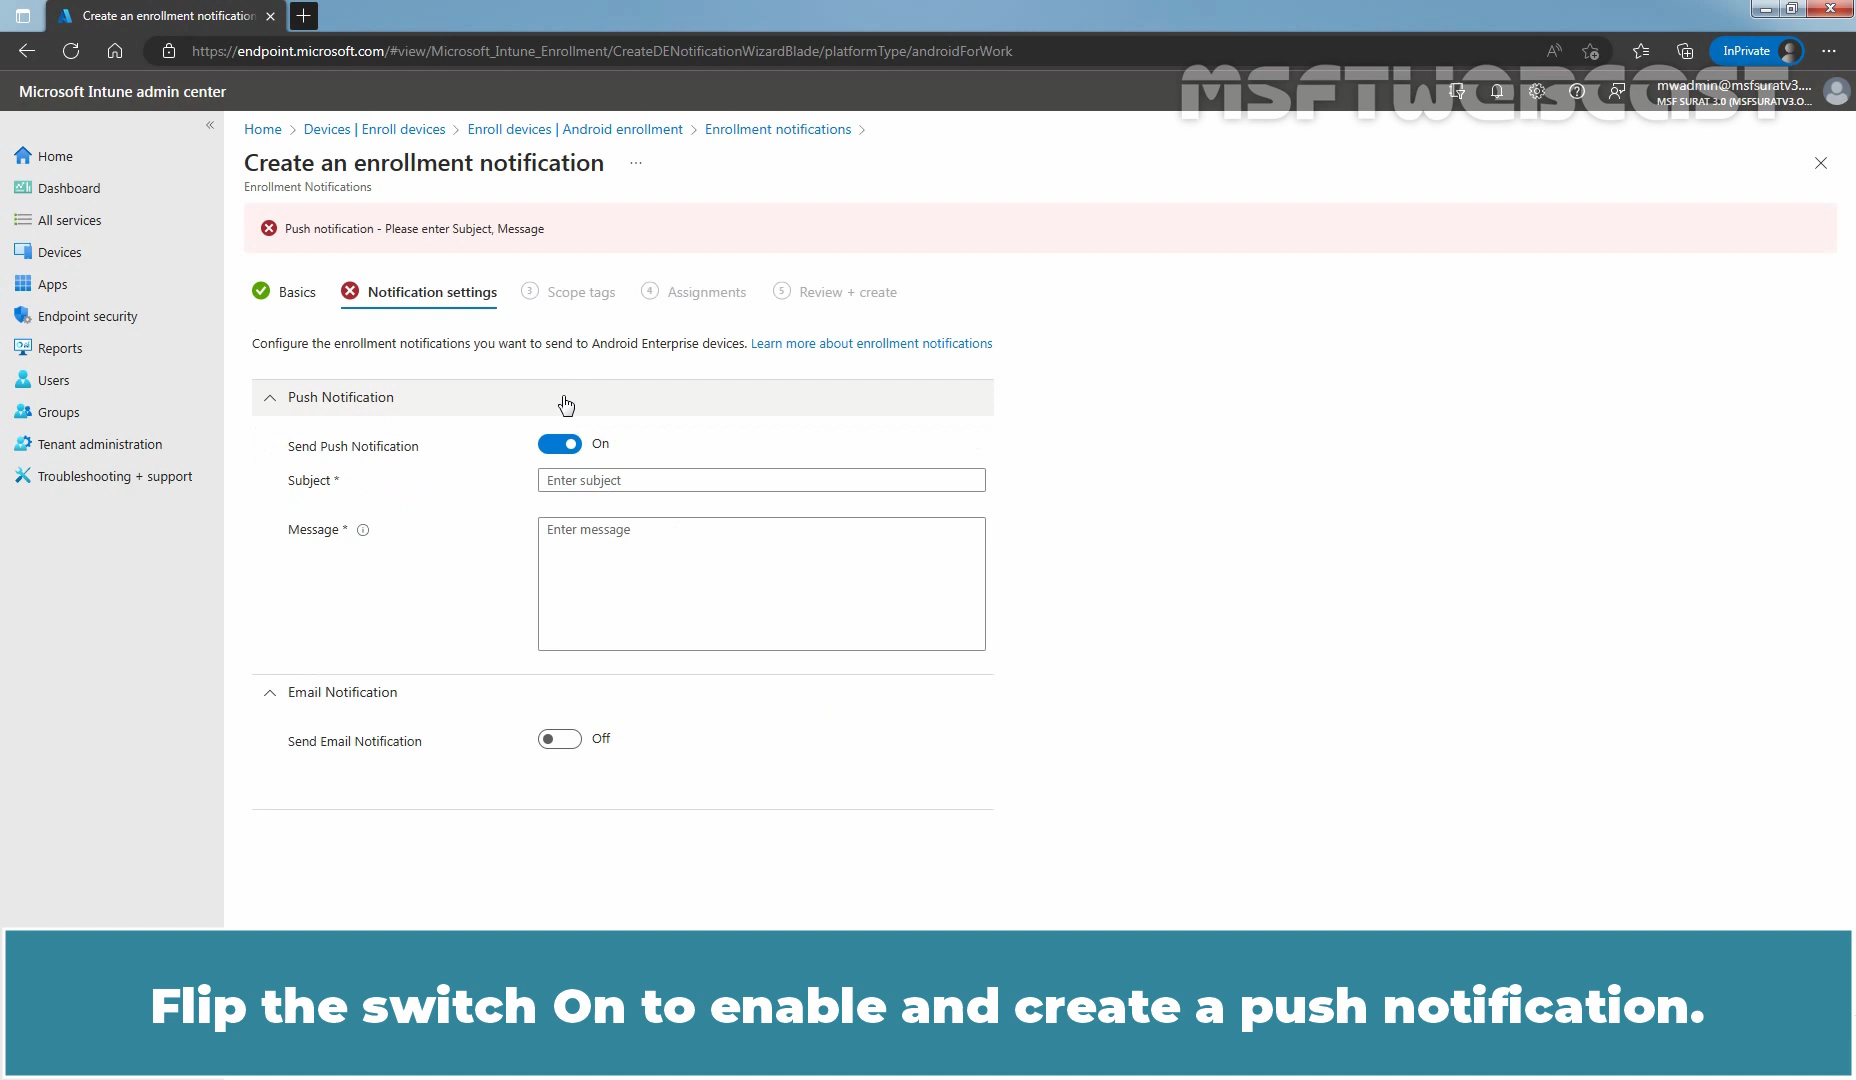 Create an enrollment notification
https://endpoint.microsoft.com/#view/Microsoft_Intune_Enrollment/CreateDENotificationWizardBlade/platformType/androidForWork
InPrivate
MSFTWEBCAST
Microsoft Intune admin center
mwadmin@msfsuratv3....
MSF SURAT 3.0 (MSFSURATV3.O...
Home > Devices | Enroll devices > Enroll devices | Android enrollment > Enrollment notifications >
Create an enrollment notification ...
Enrollment Notifications
Home
Dashboard
All services
Devices
Apps
Endpoint security
Reports
Users
Groups
Tenant administration
Troubleshooting + support
Push notification - Please enter Subject, Message
Basics
Notification settings
3 Scope tags
4 Assignments
5 Review + create
Configure the enrollment notifications you want to send to Android Enterprise devices. Learn more about enrollment notifications
Push Notification
Send Push Notification On
Subject * Enter subject
Message * Enter message
Email Notification
Send Email Notification Off
Flip the switch On to enable and create a push notification.